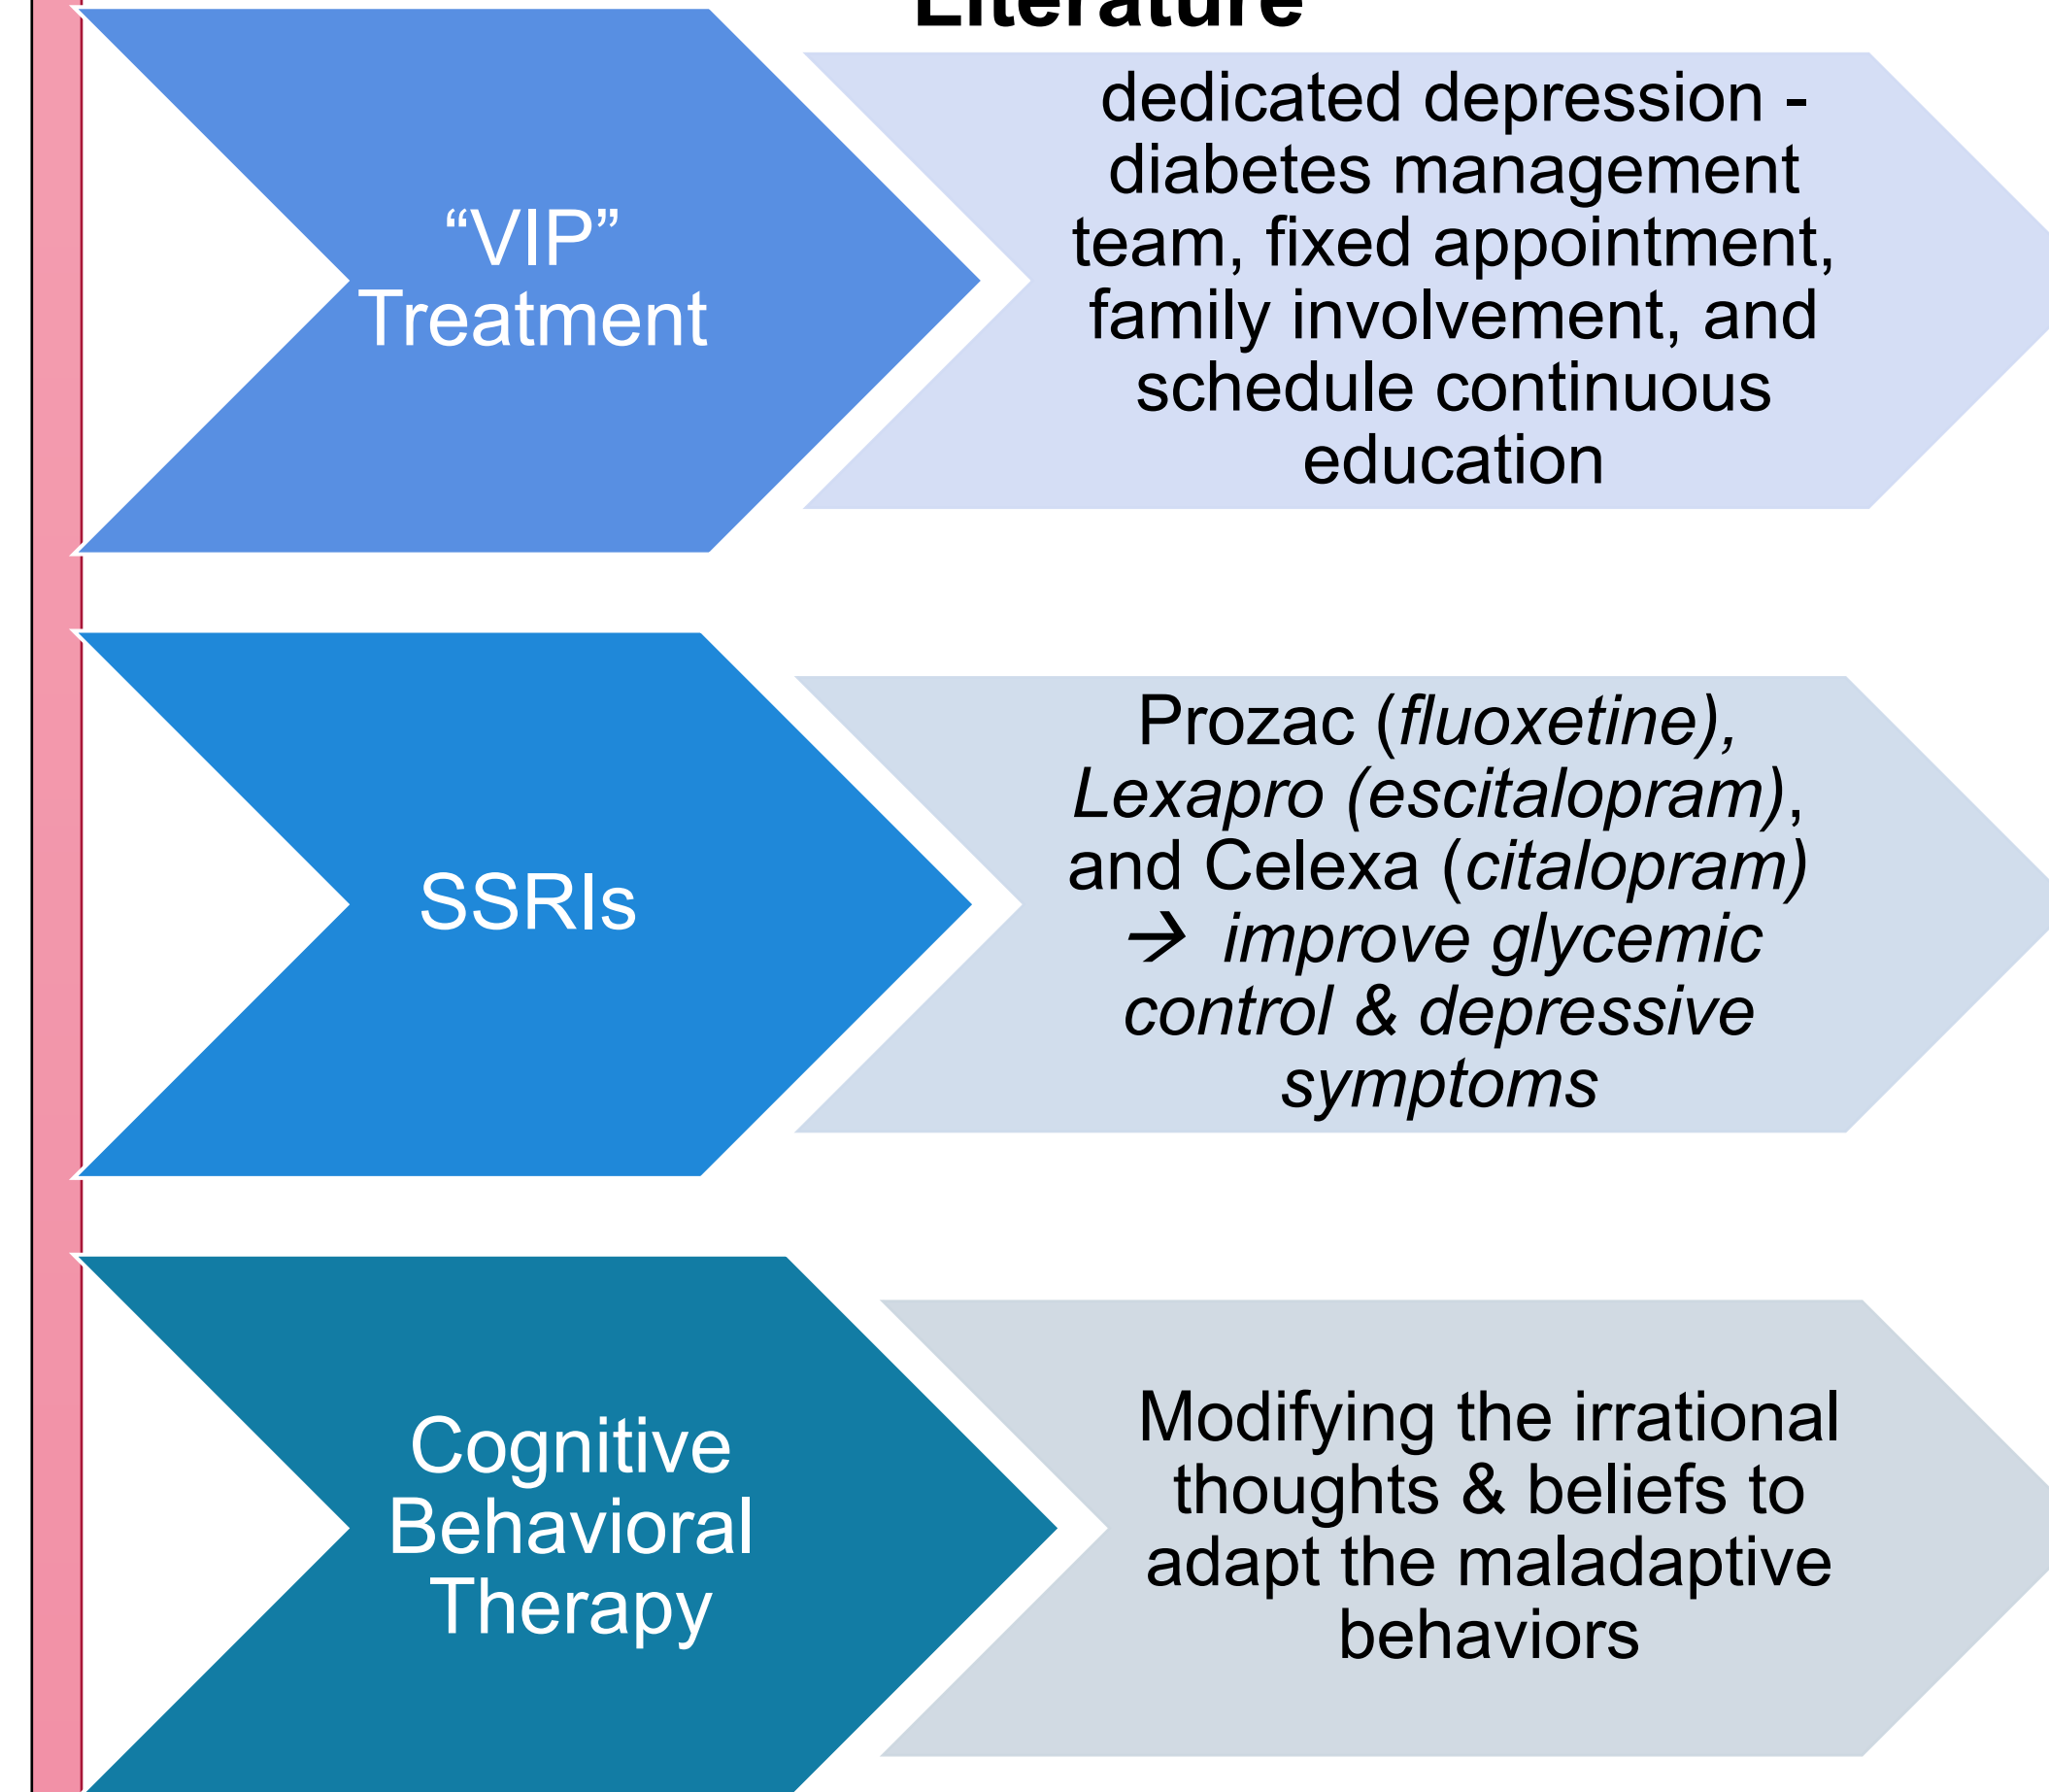 Literature
“VIP”
Treatment
dedicated depression -
diabetes management
team, fixed appointment,
family involvement, and
schedule continuous
education
SSRIs
Prozac (fluoxetine),
Lexapro (escitalopram),
and Celexa (citalopram)
→ improve glycemic
control & depressive
symptoms
Cognitive
Behavioral
Therapy
Modifying the irrational
thoughts & beliefs to
adapt the maladaptive
behaviors